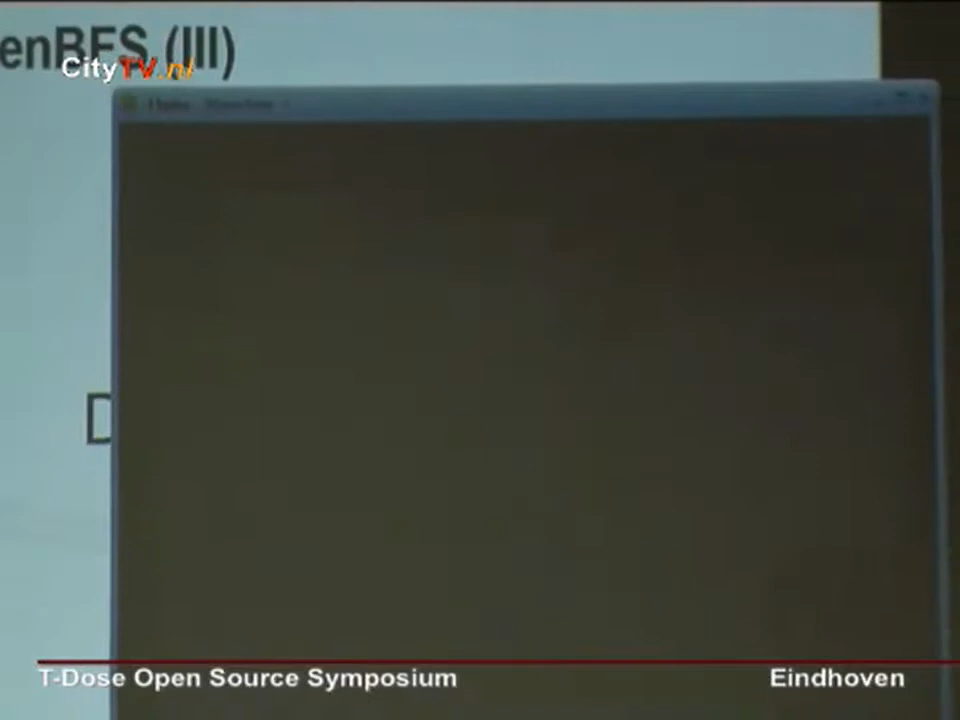 enBFS (III)
CityTV.nl
D
T-Dose Open Source Symposium
Eindhoven